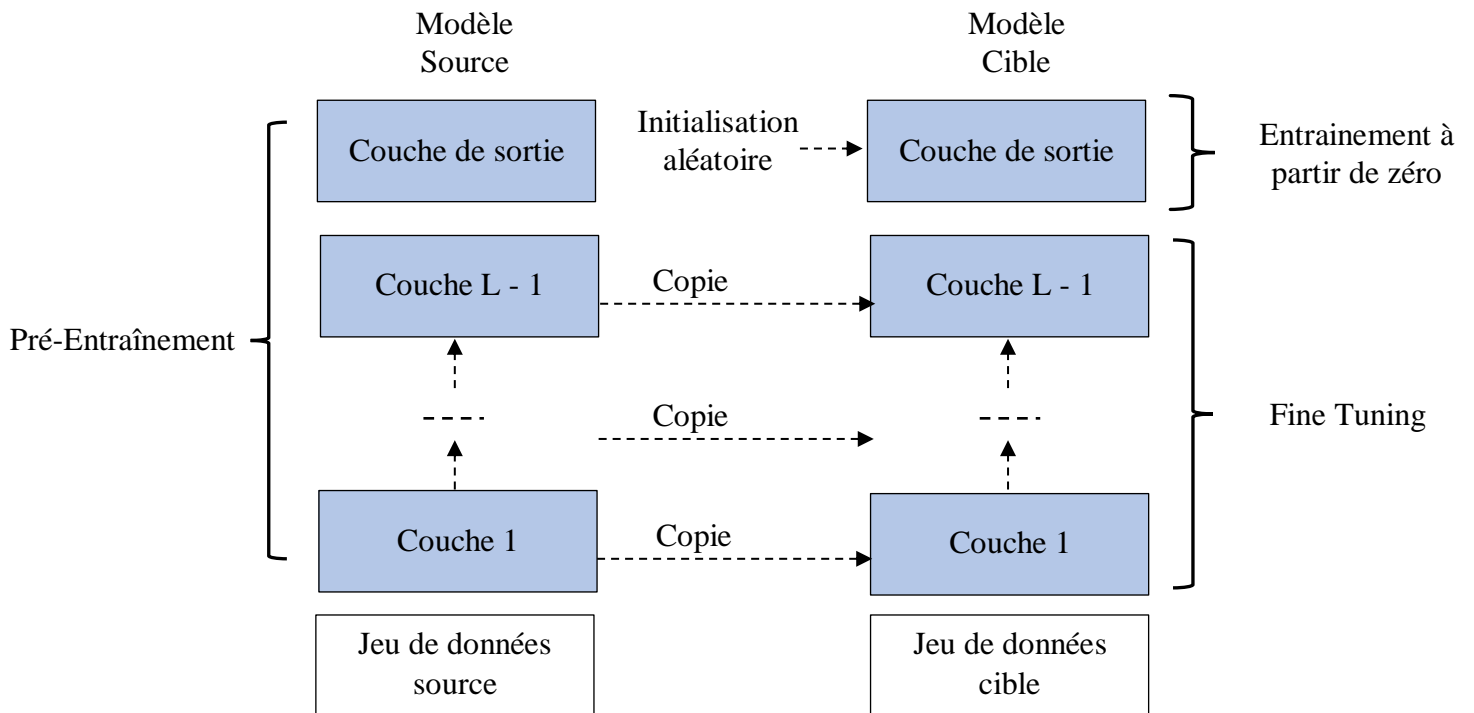 Modèle
Source
Modèle
Cible
Couche de sortie
Initialisation
aléatoire
Couche de sortie
Entrainement à
partir de zéro
Couche L - 1
Copie
Couche L - 1
Pré-Entraînement
Copie
Fine Tuning
Couche 1
Copie
Couche 1
Jeu de données
source
Jeu de données
cible